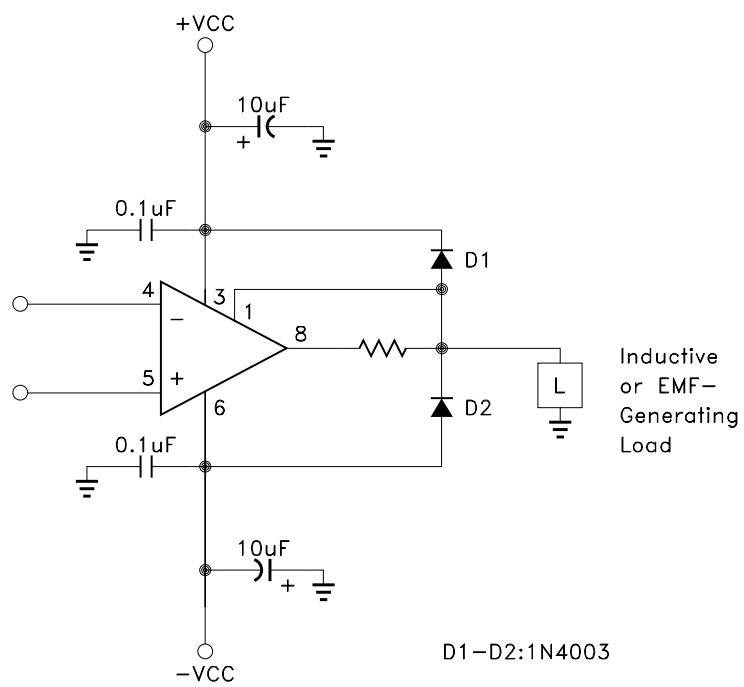 +VCC
10uF
+
0.1uF
D1
4
3
1
−
8
5
+
6
D2
L
Inductive
or EMF−
Generating
Load
0.1uF
10uF
+
−VCC
D1−D2:1N4003